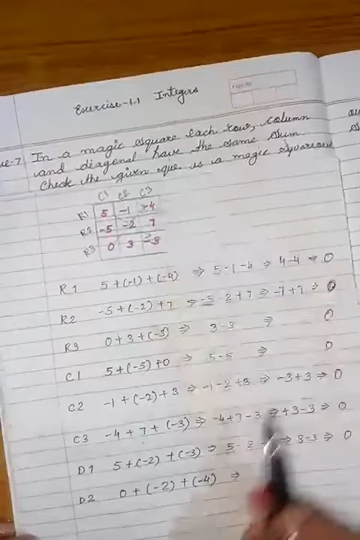 Exercise-1.1 Integers
ue-7 In a magic square each row, column
and diagonal have the same sum
Check the given sque is a magic square
C1 C2 C3
R1 5 -1 -4
R2 -5 -2 7
R3 0 3 -3
R1 5+(-1)+(-4) ⇒ 5-1-4 ⇒ 4-4 ⇒ 0
R2 -5+(-2)+7 ⇒ -5-2+7 ⇒ -7+7 ⇒ 0
R3 0+3+(-3) ⇒ 3-3 ⇒ 0
C1 5+(-5)+0 ⇒ 5-5 ⇒ 0
C2 -1+(-2)+3 ⇒ -1-2+3 ⇒ -3+3 ⇒ 0
C3 -4+7+(-3) ⇒ -4+7-3 ⇒ +3-3 ⇒ 0
D1 5+(-2)+(-3) ⇒ 5-2 ⇒ 3-3 ⇒ 0
D2 0+(-2)+(-4) ⇒